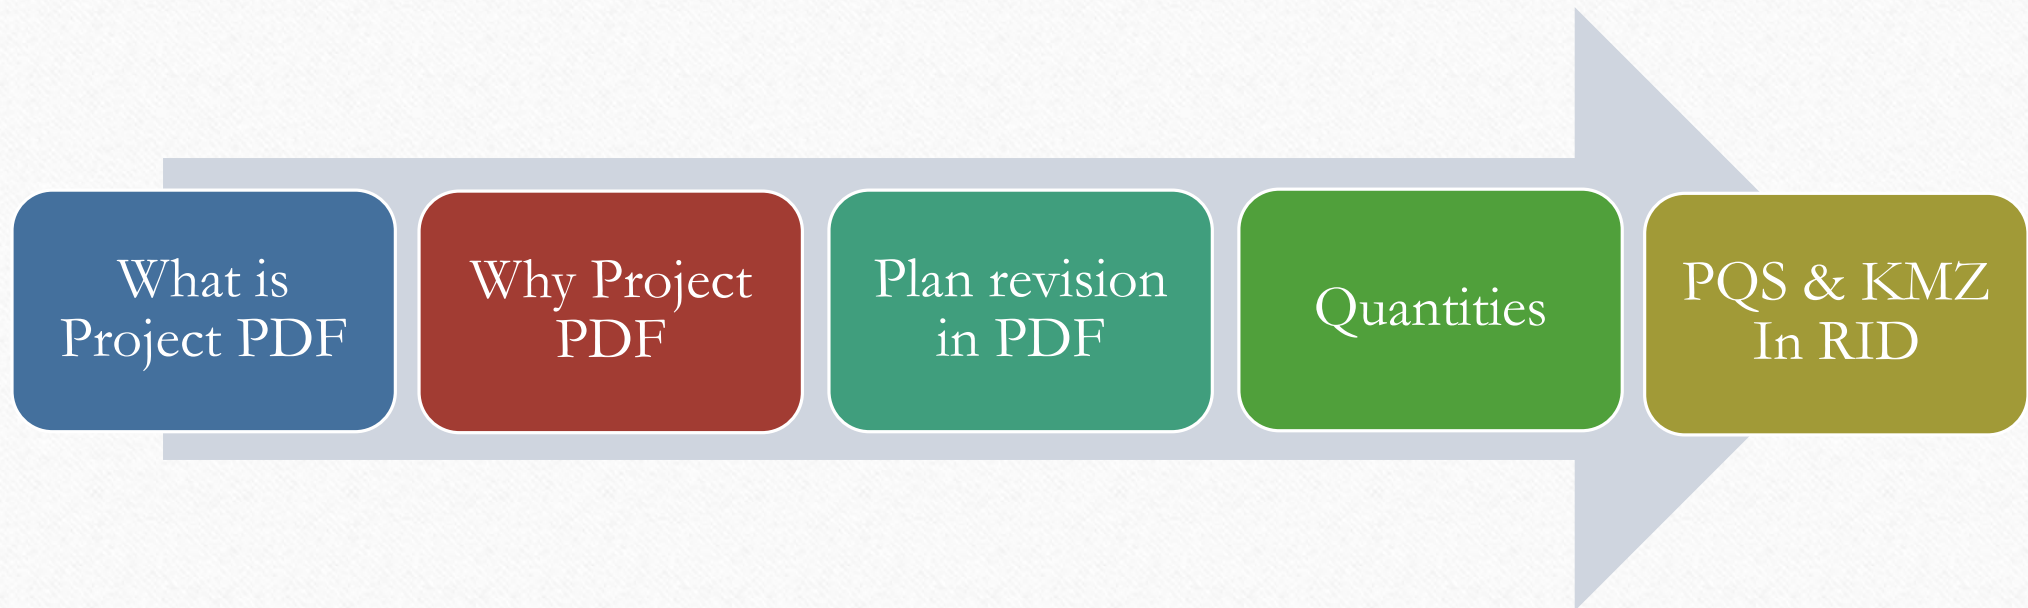 What is
Project PDF
Why Project
PDF
Plan revision
in PDF
Quantities
PQS & KMZ
In RID